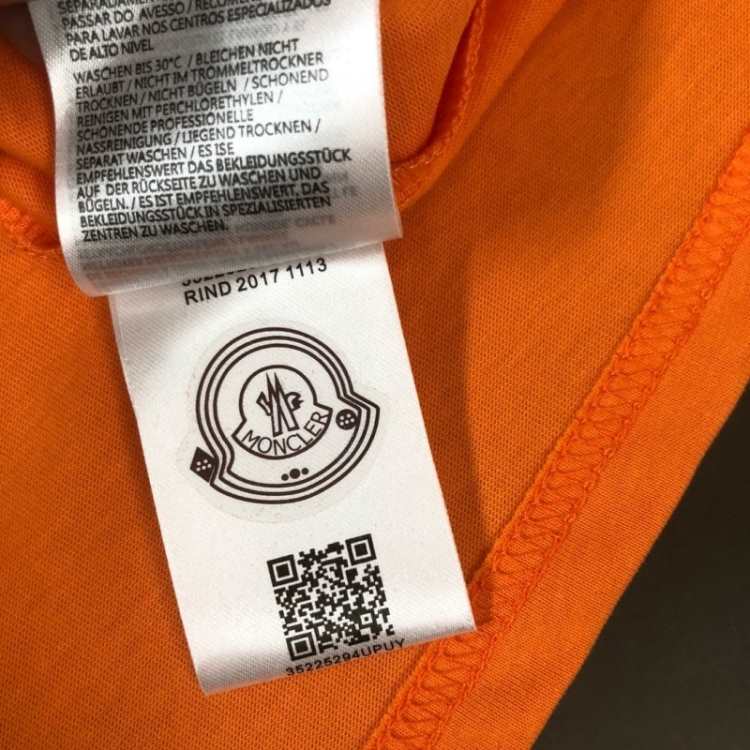 SEPARADAMENTE
PASSAR DO AVESSO / RECOMENDA
PARA LAVAR NOS CENTROS ESPECIALIZADOS
DE ALTO NIVEL
WASCHEN BIS 30°C / BLEICHEN NICHT
ERLAUBT / NICHT IM TROMMELTROCKNER
TROCKNEN / NICHT BÜGELN / SCHONEND
REINIGEN MIT PERCHLORETHYLEN /
SCHONENDE PROFESSIONELLE
NASSREINIGUNG / LIEGEND TROCKNEN /
SEPARAT WASCHEN / ES ISE
EMPFEHLENSWERT DAS BEKLEIDUNGSSTÜCK
AUF DER RÜCKSEITE ZU WASCHEN UND
BÜGELN. / ES IST EMPFEHLENSWERT, DAS
BEKLEIDUNGSSTÜCK IN SPEZIALISIERTEN
ZENTREN ZU WASCHEN.
RIND 2017 1113
MONCLER
35225294UPUY